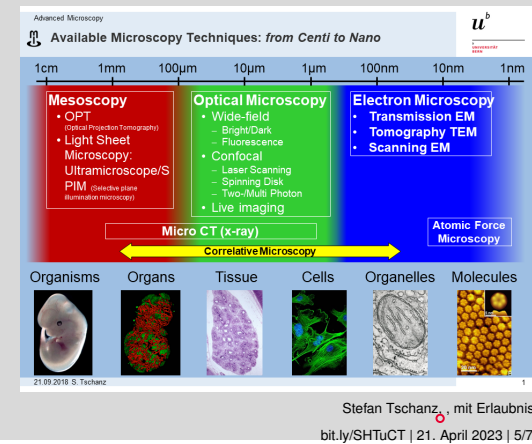 Advanced Microscopy
Available Microscopy Techniques: from Centi to Nano
u^b
UNIVERSITÄT
BERN
1cm 1mm 100µm 10µm 1µm 100nm 10nm 1nm
Mesoscopy
• OPT
(Optical Projection Tomography)
• Light Sheet
Microscopy:
Ultramicroscope/S
PIM (Selective plane
illumination microscopy)
Optical Microscopy
• Wide-field
– Bright/Dark
– Fluorescence
• Confocal
– Laser Scanning
– Spinning Disk
– Two-/Multi Photon
• Live imaging
Electron Microscopy
• Transmission EM
• Tomography TEM
• Scanning EM
Micro CT (x-ray)
Atomic Force
Microscopy
Correlative Microscopy
Organisms Organs Tissue Cells Organelles Molecules
21.09.2018 S. Tschanz
1
Stefan Tschanz, , mit Erlaubnis
bit.ly/SHTuCT | 21. April 2023 | 5/7